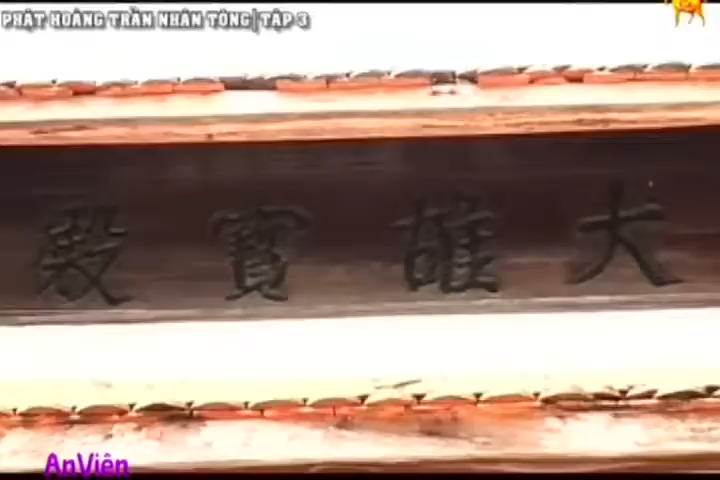 PHẬT HOÀNG TRẦN NHÂN TÔNG | TẬP 3
大雄寶殿
AnViên